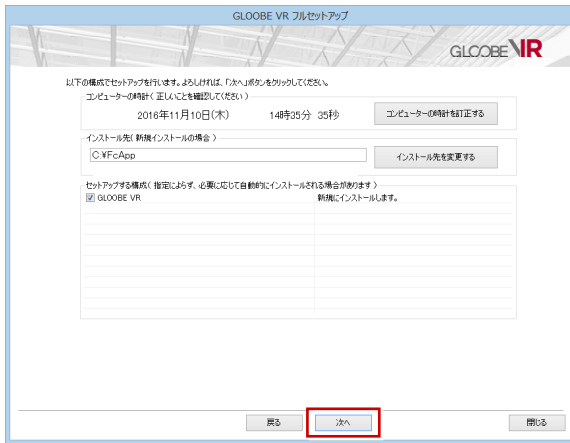 GLOOBE VR フルセットアップ
GLOOBE VR
以下の構成でセットアップを行います。よろしければ、「次へ」ボタンをクリックしてください。
コンピューターの時計( 正しいことを確認してください )
2016年11月10日(木) 14時35分 35秒 コンピューターの時計を訂正する
インストール先( 新規インストールの場合 )
C:¥FcApp インストール先を変更する
セットアップする構成( 指定によらず、必要に応じて自動的にインストールされる場合があります )
GLOOBE VR 新規にインストールします。
戻る 次へ 閉じる